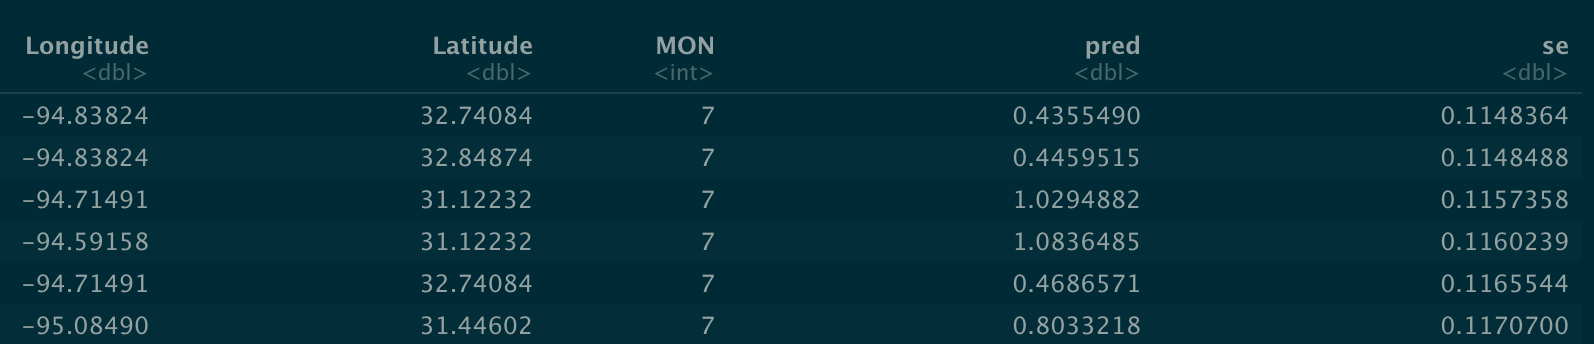 Longitude Latitude MON pred se
<dbl> <dbl> <int> <dbl> <dbl>
-94.83824 32.74084 7 0.4355490 0.1148364
-94.83824 32.84874 7 0.4459515 0.1148488
-94.71491 31.12232 7 1.0294882 0.1157358
-94.59158 31.12232 7 1.0836485 0.1160239
-94.71491 32.74084 7 0.4686571 0.1165544
-95.08490 31.44602 7 0.8033218 0.1170700